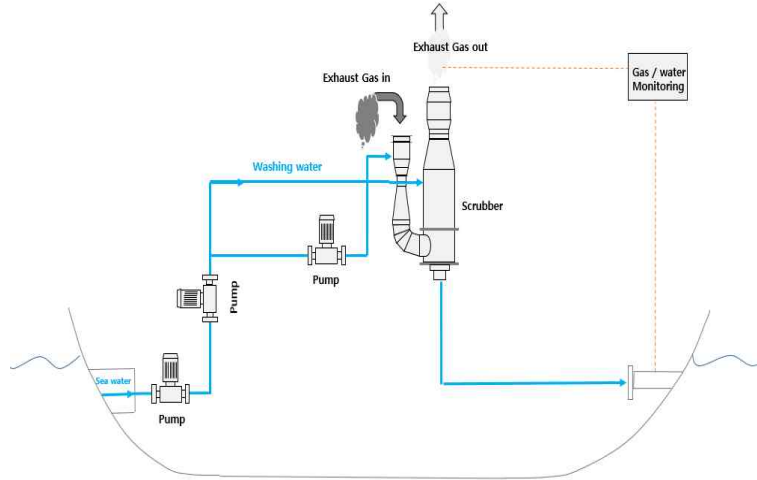 Exhaust Gas out
Exhaust Gas in
Gas / water
Monitoring
Washing water
Scrubber
Pump
Pump
Sea water
Pump